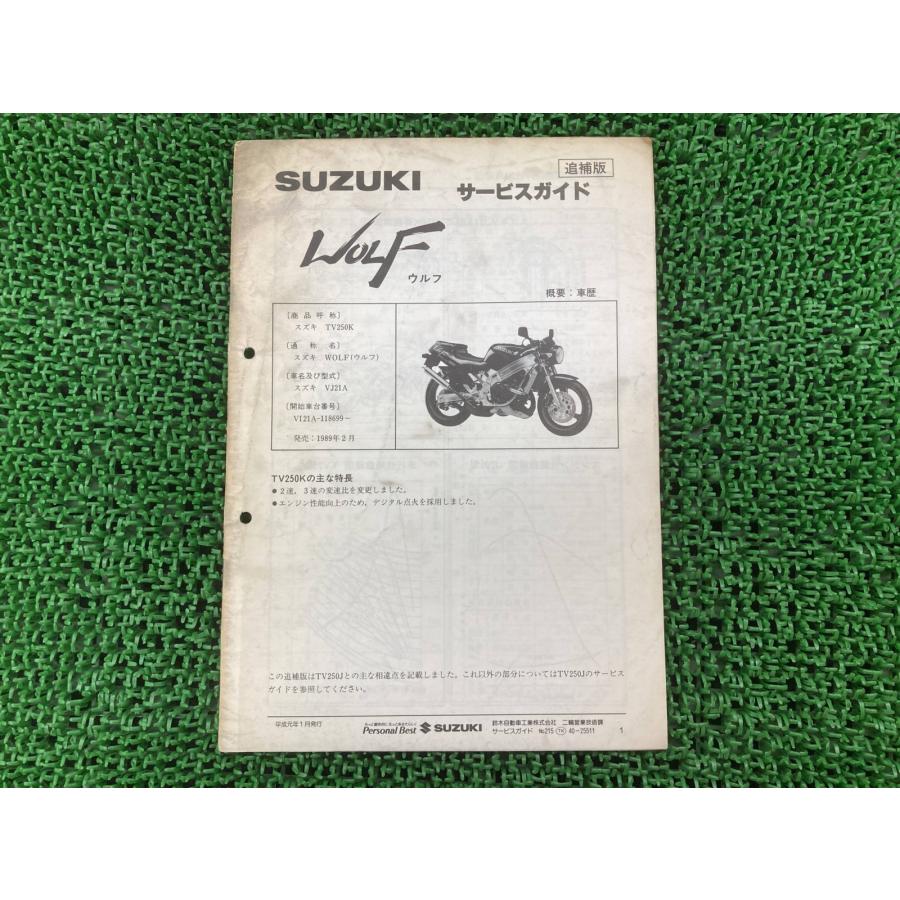 追補版
SUZUKI サービスガイド
WOLF
ウルフ
概要：車歴
〔商品呼称〕
スズキ TV250K
〔通称名〕
スズキ WOLF(ウルフ)
〔車名及び型式〕
スズキ VJ21A
〔開始車台番号〕
VJ21A-118699～
発売：1989年2月
TV250Kの主な特長
●2速，3速の変速比を変更しました。
●エンジン性能向上のため，デジタル点火を採用しました。
この追補版はTV250Jとの主な相違点を記載しました。これ以外の部分についてはTV250Jのサービス
ガイドを参照してください。
平成元年1月発行
Personal Best SUZUKI
鈴木自動車工業株式会社 二輪営業技術課
サービスガイド No.215 TK 40-25511 1